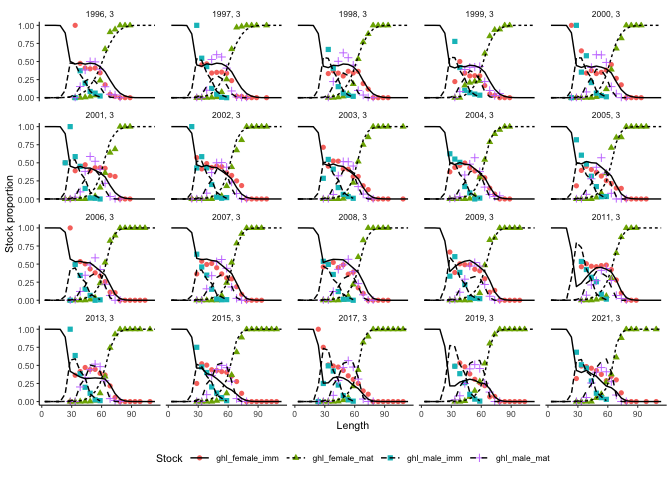 1996, 3 1997, 3 1998, 3 1999, 3 2000, 3
1.00
0.75
0.50
0.25
0.00
2001, 3 2002, 3 2003, 3 2004, 3 2005, 3
1.00
0.75
0.50
0.25
0.00
2006, 3 2007, 3 2008, 3 2009, 3 2011, 3
1.00
0.75
0.50
0.25
0.00
2013, 3 2015, 3 2017, 3 2019, 3 2021, 3
1.00
0.75
0.50
0.25
0.00
0 30 60 90 0 30 60 90 0 30 60 90 0 30 60 90 0 30 60 90
Stock proportion
Length
Stock ghl_female_imm ghl_female_mat ghl_male_imm ghl_male_mat